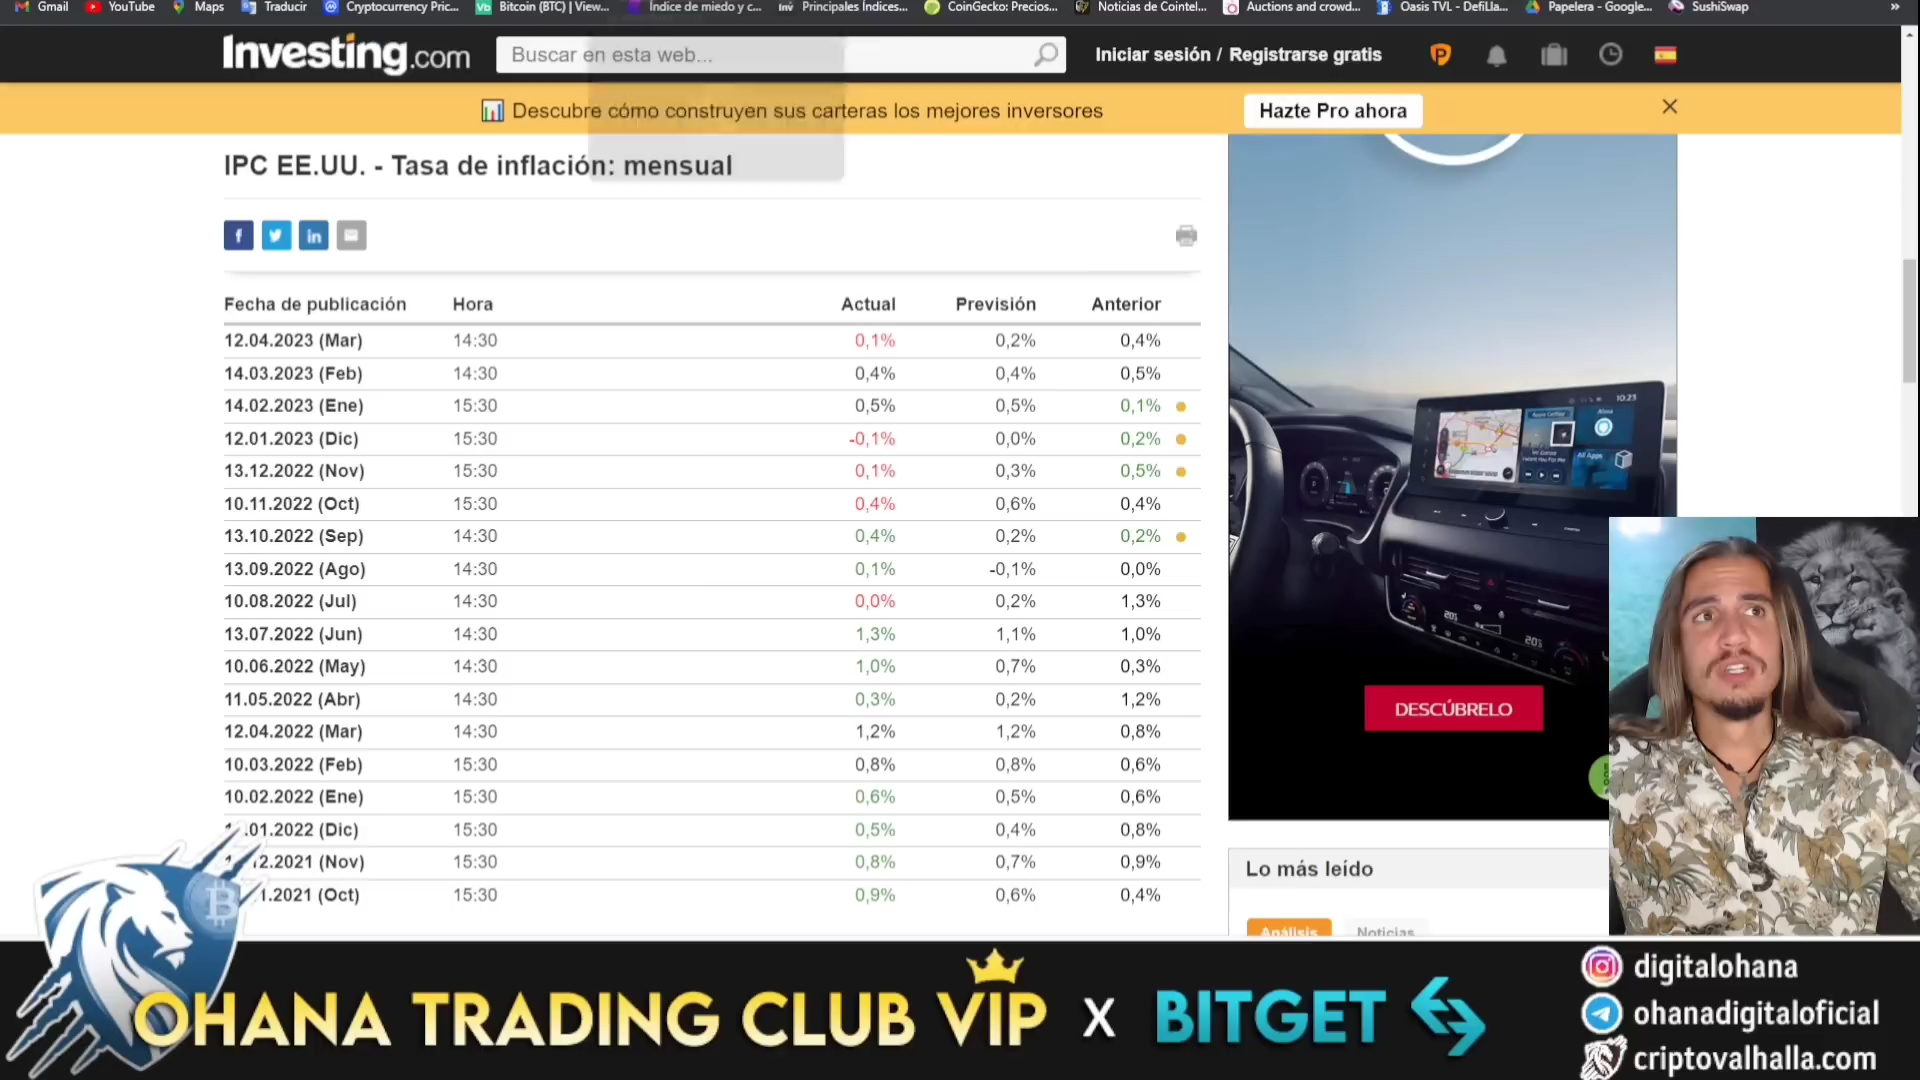 Gmail YouTube Maps Traducir Cryptocurrency Pric... Bitcoin (BTC) | View... Índice de miedo y c... Principales Índices... CoinGecko: Precios... Noticias de Cointel... Auctions and crowd... Oasis TVL - DefiLla... Papelera - Google... SushiSwap »
Investing.com Buscar en esta web... Iniciar sesión / Registrarse gratis
Descubre cómo construyen sus carteras los mejores inversores Hazte Pro ahora
IPC EE.UU. - Tasa de inflación: mensual
Fecha de publicación Hora Actual Previsión Anterior
12.04.2023 (Mar) 14:30 0,1% 0,2% 0,4%
14.03.2023 (Feb) 14:30 0,4% 0,4% 0,5%
14.02.2023 (Ene) 15:30 0,5% 0,5% 0,1%
12.01.2023 (Dic) 15:30 -0,1% 0,0% 0,2%
13.12.2022 (Nov) 15:30 0,1% 0,3% 0,5%
10.11.2022 (Oct) 15:30 0,4% 0,6% 0,4%
13.10.2022 (Sep) 14:30 0,4% 0,2% 0,2%
13.09.2022 (Ago) 14:30 0,1% -0,1% 0,0%
10.08.2022 (Jul) 14:30 0,0% 0,2% 1,3%
13.07.2022 (Jun) 14:30 1,3% 1,1% 1,0%
10.06.2022 (May) 14:30 1,0% 0,7% 0,3%
11.05.2022 (Abr) 14:30 0,3% 0,2% 1,2%
12.04.2022 (Mar) 14:30 1,2% 1,2% 0,8%
10.03.2022 (Feb) 15:30 0,8% 0,8% 0,6%
10.02.2022 (Ene) 15:30 0,6% 0,5% 0,6%
.01.2022 (Dic) 15:30 0,5% 0,4% 0,8%
12.2021 (Nov) 15:30 0,8% 0,7% 0,9%
1.2021 (Oct) 15:30 0,9% 0,6% 0,4%
10:23
All Apps
DESCÚBRELO
Lo más leído
Análisis Noticias
OHANA TRADING CLUB VIP X BITGET
digitalohana
ohanadigitaloficial
criptovalhalla.com